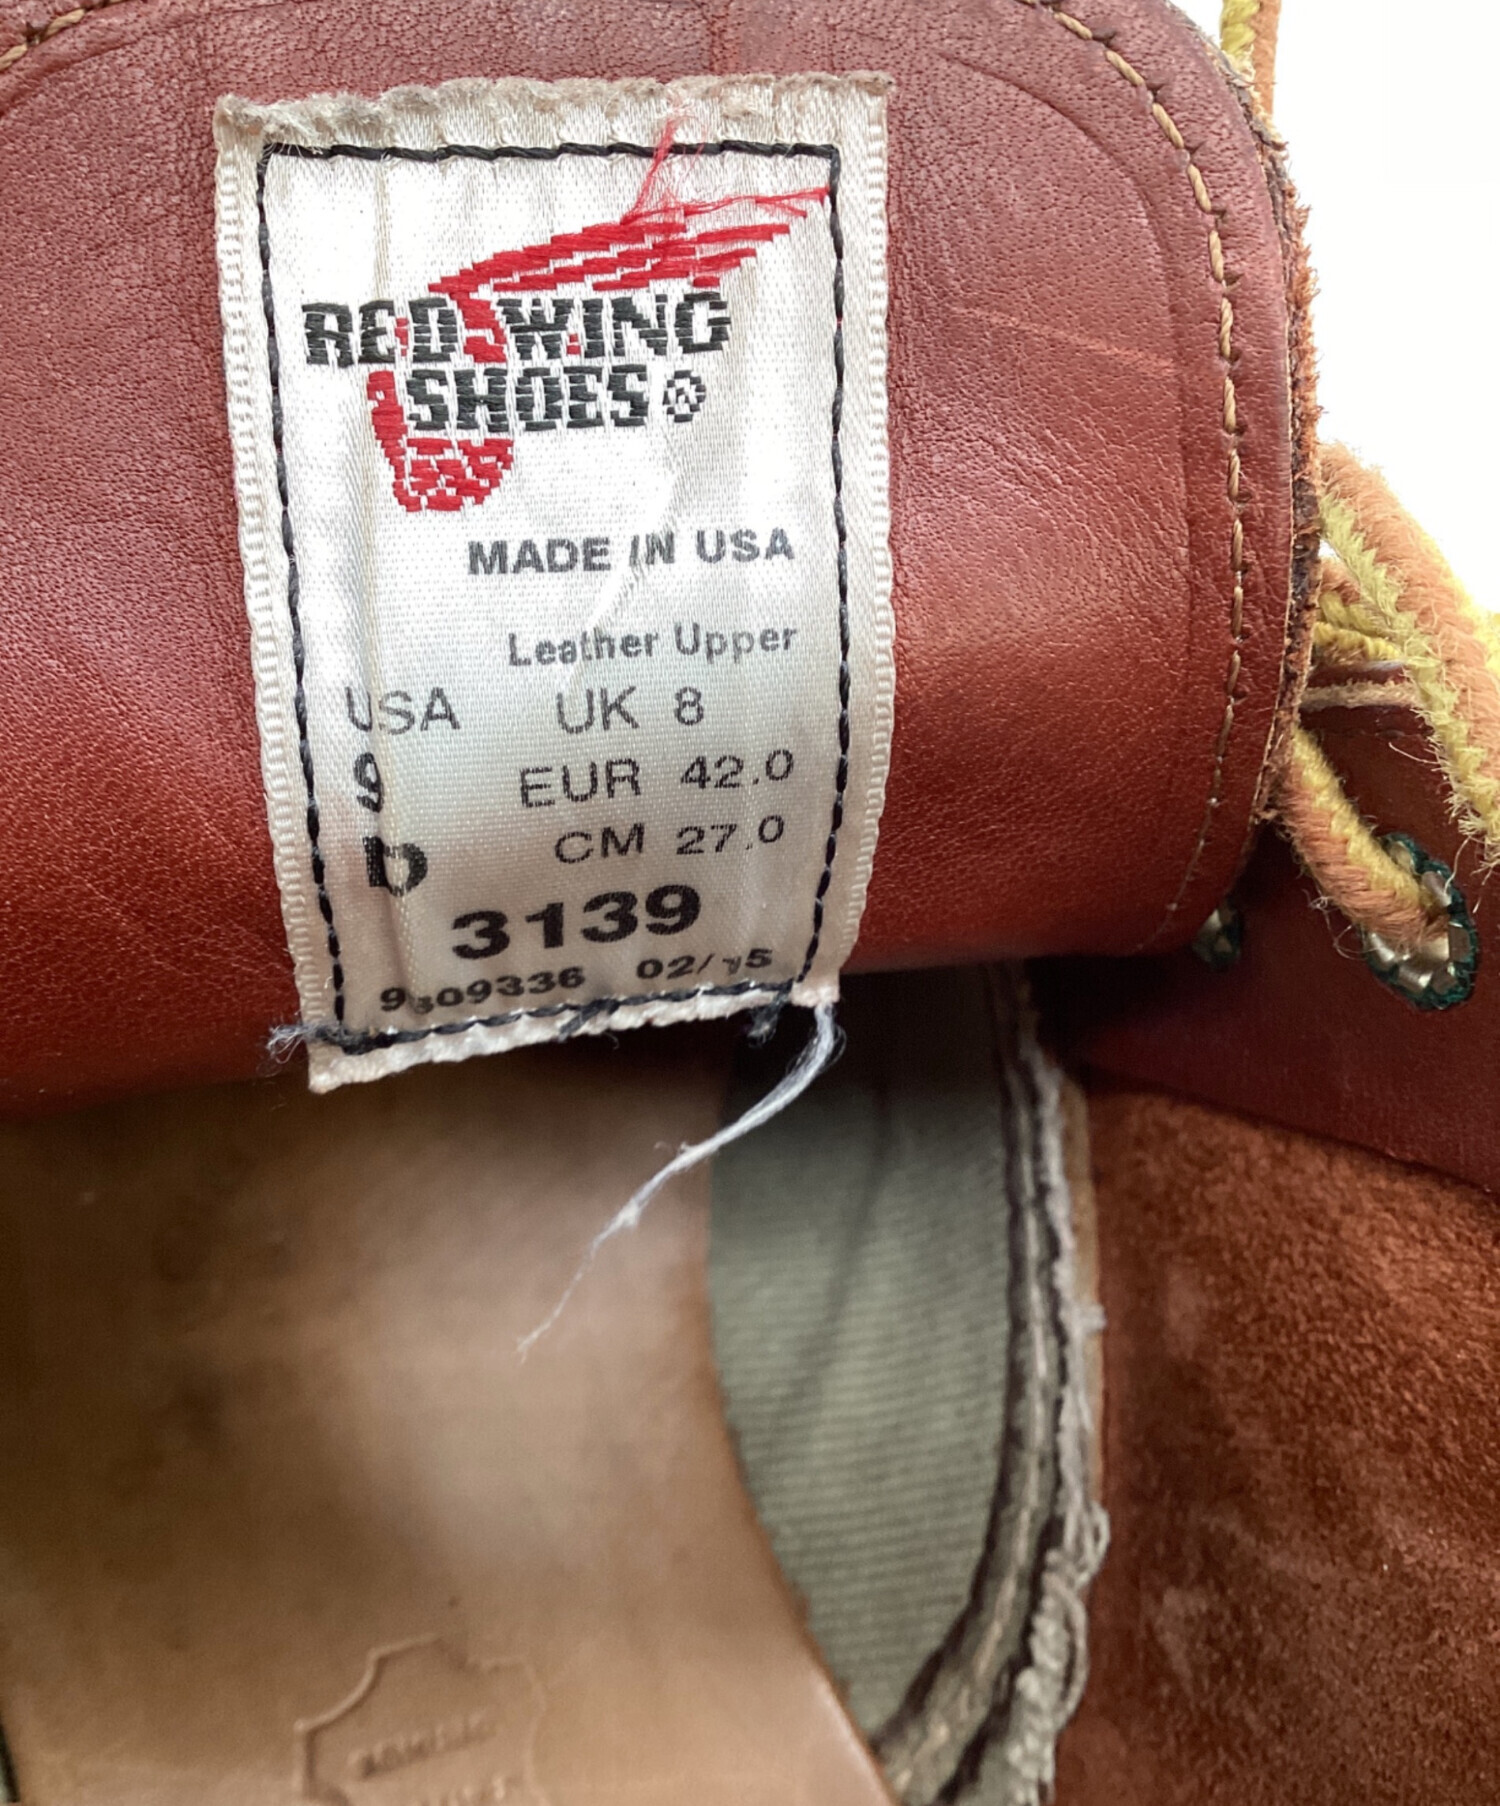 RED WING
SHOES®
MADE IN USA
Leather Upper
USA UK 8
9 EUR 42.0
D CM 27.0
3139